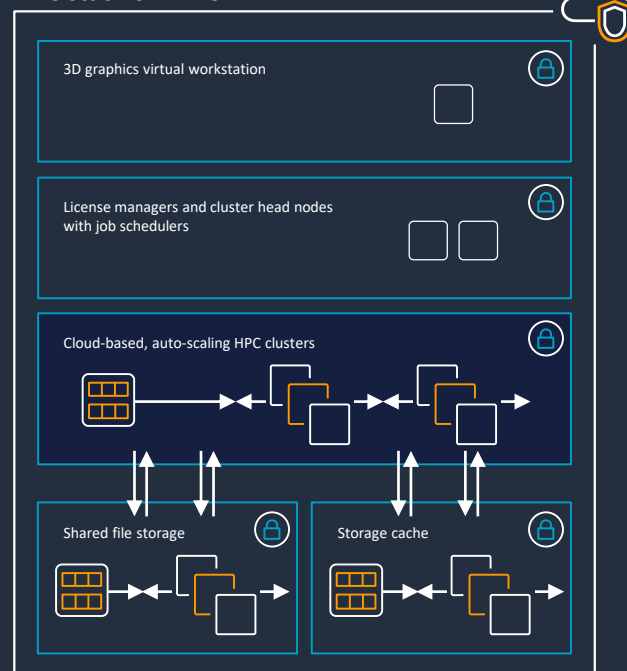 3D graphics virtual workstation
License managers and cluster head nodes
with job schedulers
Cloud-based, auto-scaling HPC clusters
Shared file storage
Storage cache